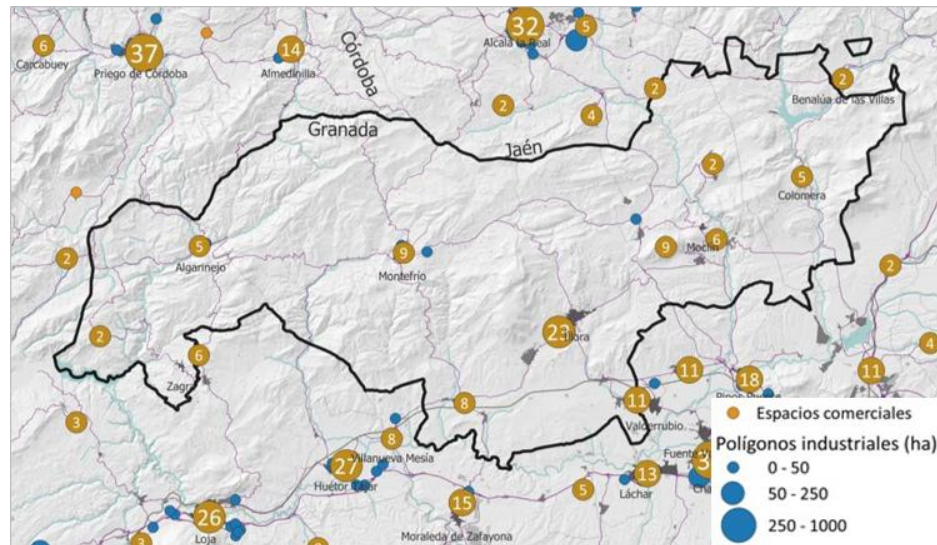 6
Carcabuey
37
Priego de Córdoba
14
Almedinilla
Córdoba
32
Alcalá la Real
5
2
4
2
2
Benalúa de las Villas
Granada
Jaén
2
5
Colomera
2
5
Algarinejo
9
Montefrío
9
Moclín
6
2
2
6
Zagra
23
Illora
4
3
8
8
Villanueva Mesía
11
11
Valderrubio
18
11
27
Huétor Tájar
26
Loja
3
15
Moraleda de Zafayona
5
13
Láchar
Espacios comerciales
Polígonos industriales (ha)
0 - 50
50 - 250
250 - 1000